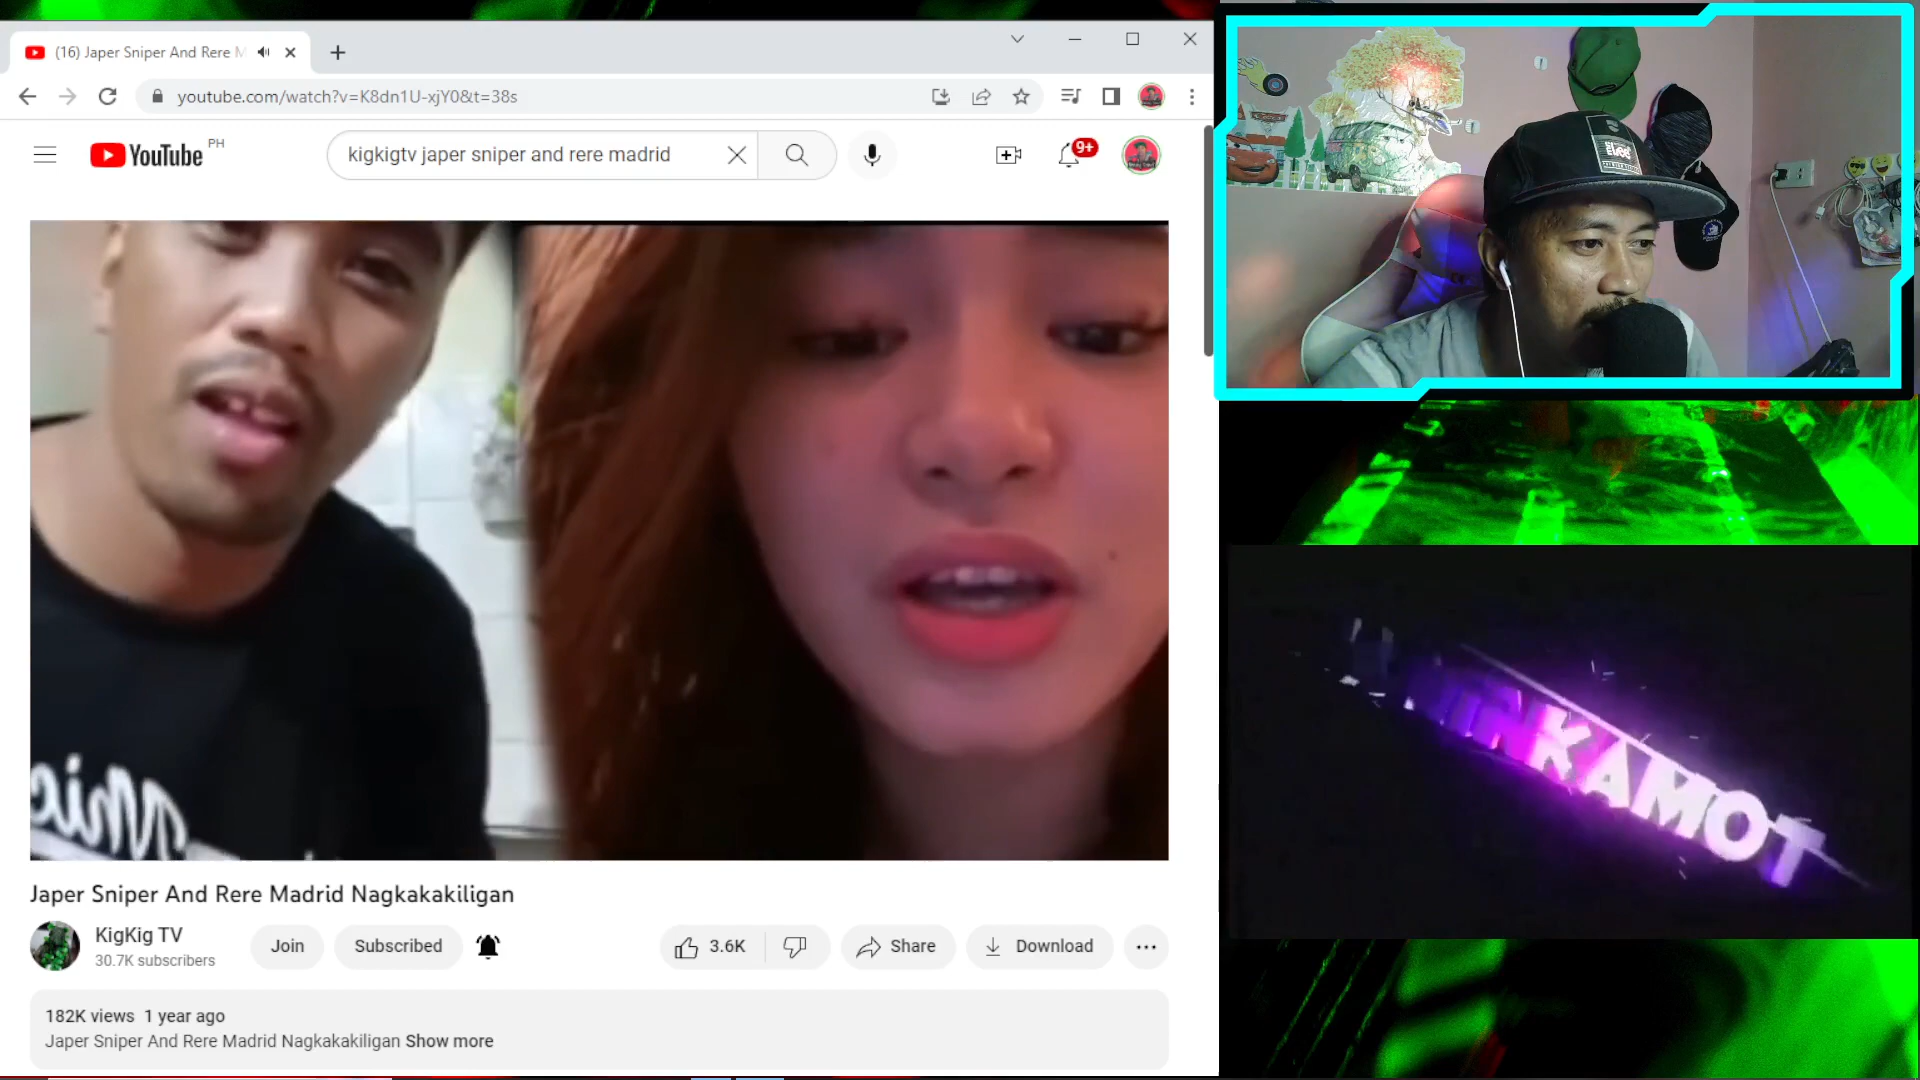 (16) Japer Sniper And Rere M
youtube.com/watch?v=K8dn1U-xjY0&t=38s
YouTube PH
kigkigtv japer sniper and rere madrid
9+
Japer Sniper And Rere Madrid Nagkakakiligan
KigKig TV
30.7K subscribers
Join
Subscribed
3.6K
Share
Download
182K views 1 year ago
Japer Sniper And Rere Madrid Nagkakakiligan Show more
KAMOT